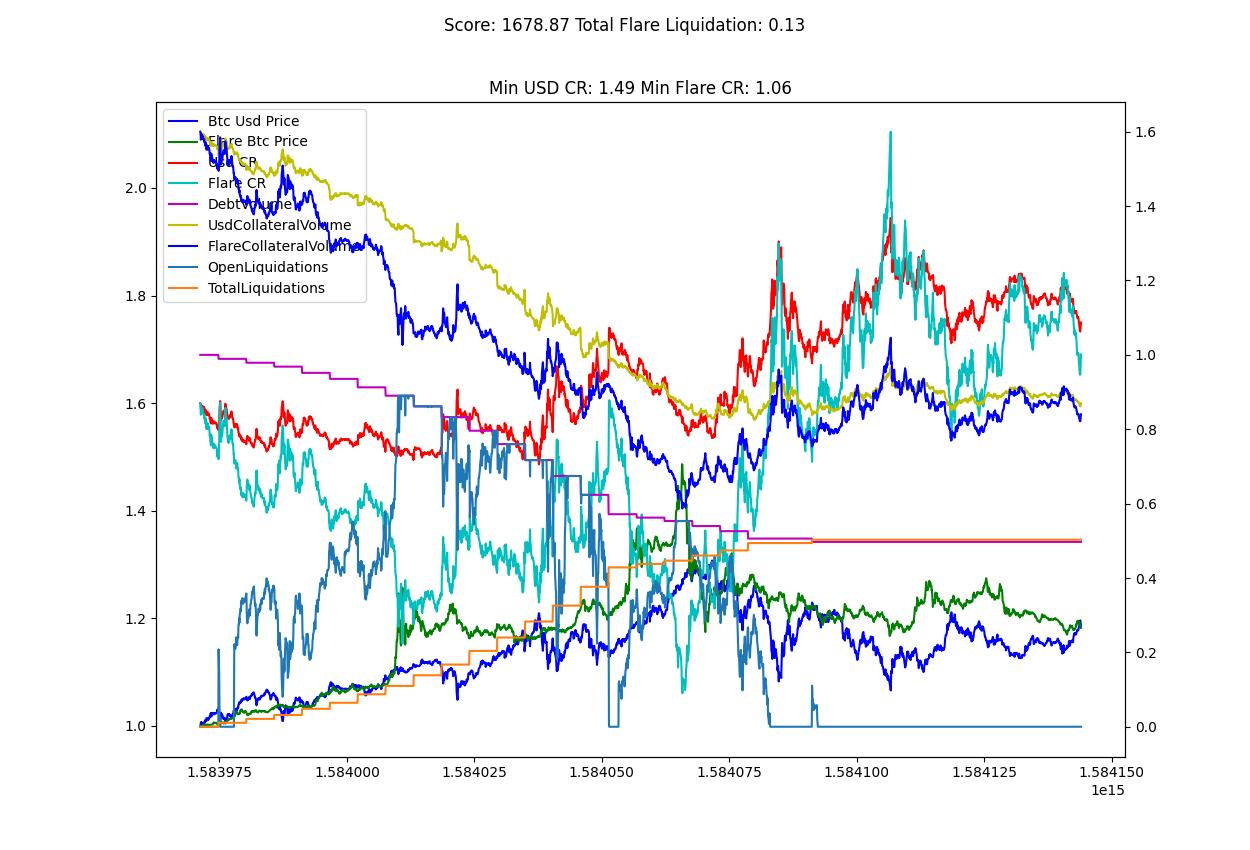 Score: 1678.87 Total Flare Liquidation: 0.13
Min USD CR: 1.49 Min Flare CR: 1.06
Btc Usd Price
Flare Btc Price
Usd CR
Flare CR
DebtVolume
UsdCollateralVolume
FlareCollateralVolume
OpenLiquidations
TotalLiquidations
2.0
1.8
1.6
1.4
1.2
1.0
1.6
1.4
1.2
1.0
0.8
0.6
0.4
0.2
0.0
1.583975 1.584000 1.584025 1.584050 1.584075 1.584100 1.584125 1.584150
1e15